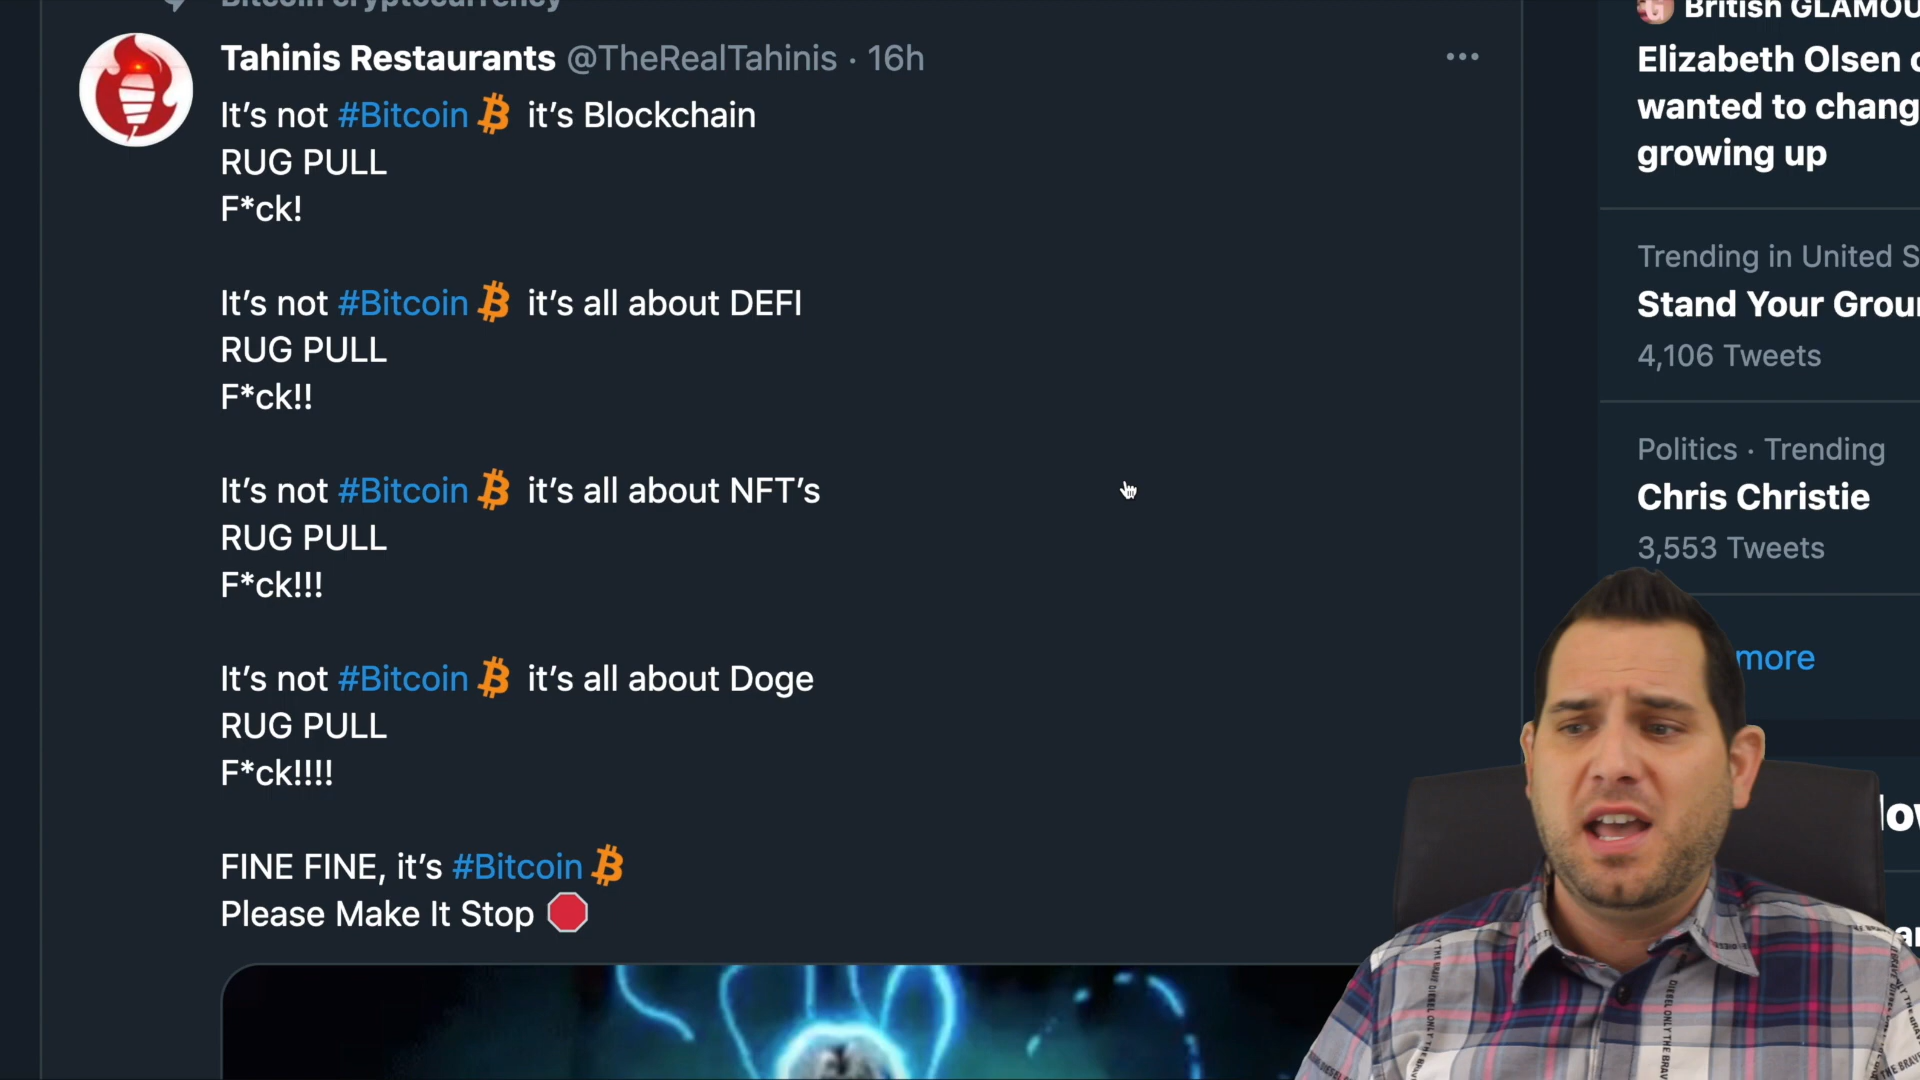 Bitcoin cryptocurrency
Tahinis Restaurants @TheRealTahinis · 16h
It's not #Bitcoin it's Blockchain
RUG PULL
F*ck!
It's not #Bitcoin it's all about DEFI
RUG PULL
F*ck!!
It's not #Bitcoin it's all about NFT's
RUG PULL
F*ck!!!
It's not #Bitcoin it's all about Doge
RUG PULL
F*ck!!!!
FINE FINE, it's #Bitcoin
Please Make It Stop
British GLAMOU
Elizabeth Olsen
wanted to chang
growing up
Trending in United S
Stand Your Grou
4,106 Tweets
Politics · Trending
Chris Christie
3,553 Tweets
more